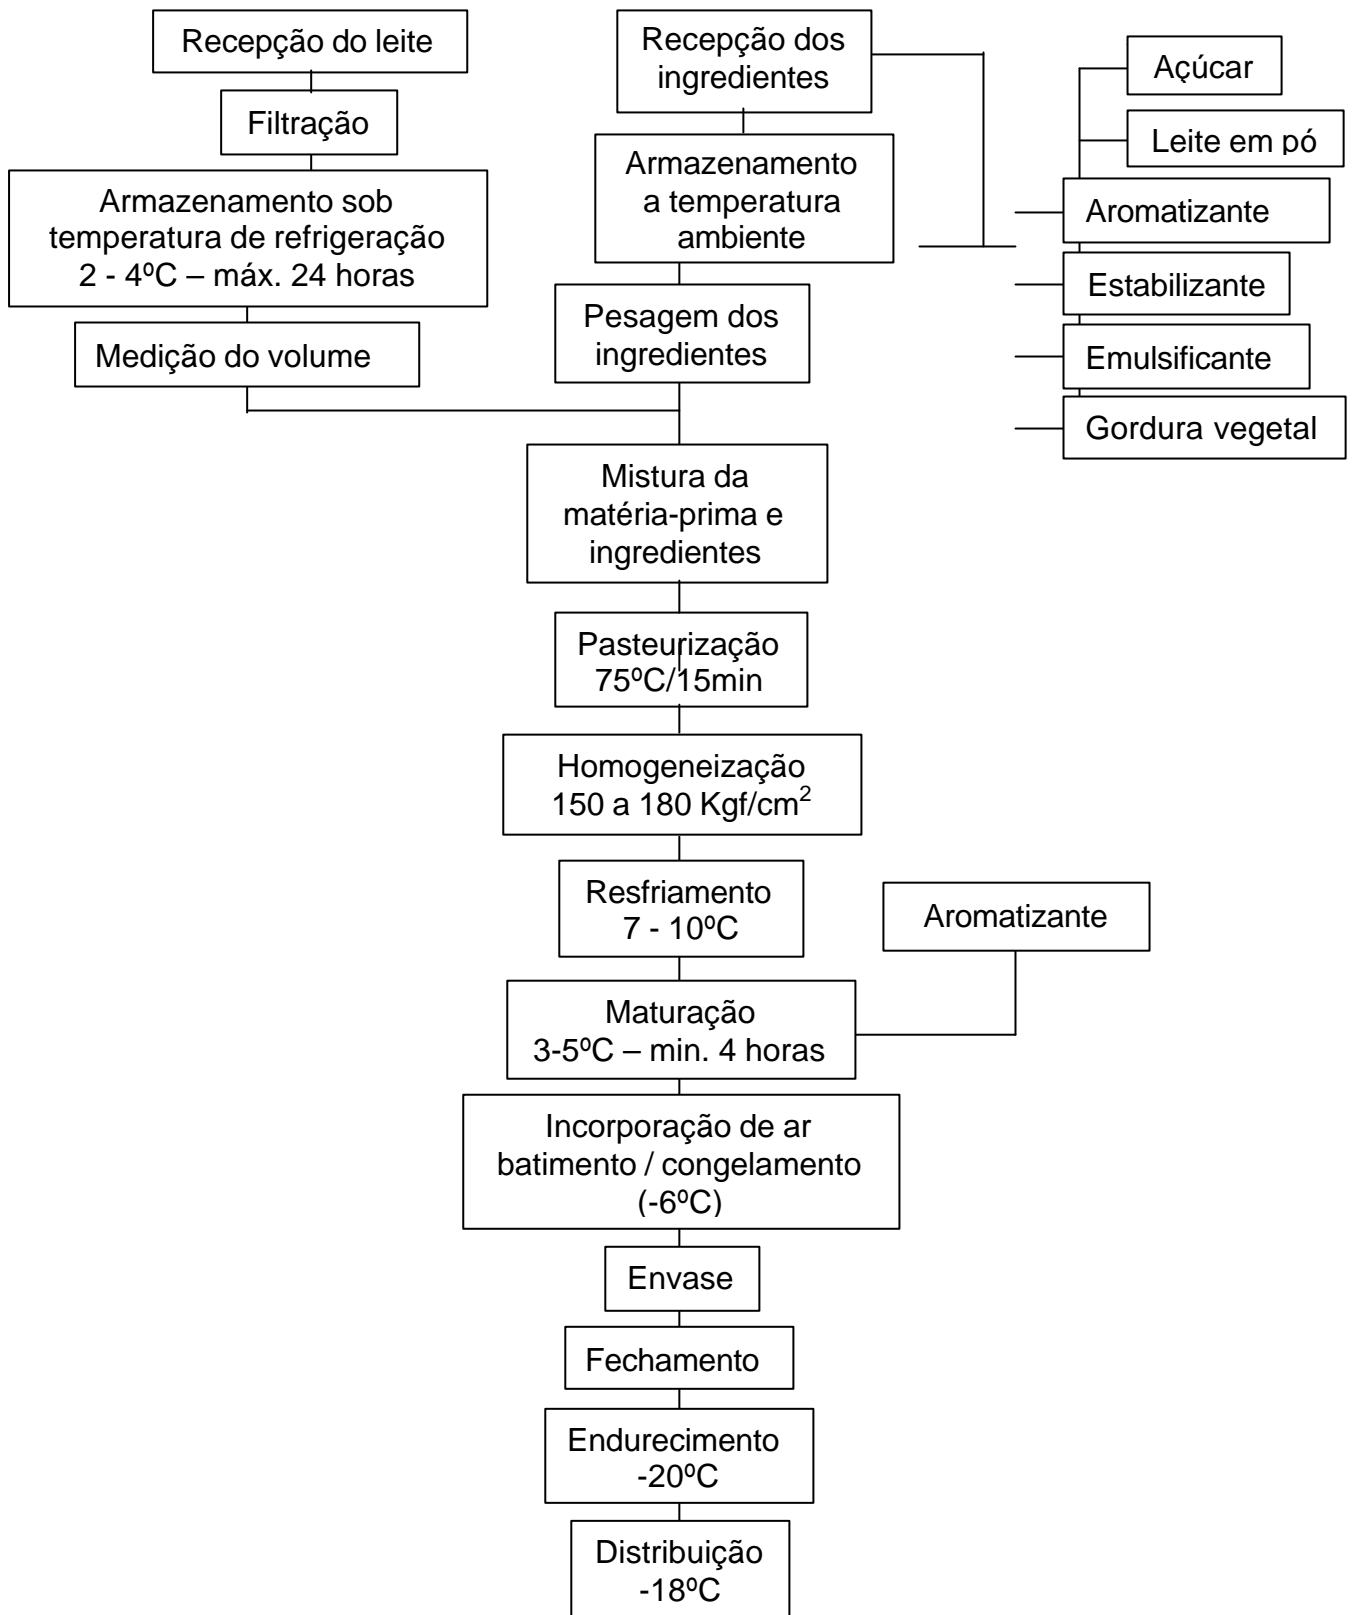 Recepção do leite
Filtração
Armazenamento sob
temperatura de refrigeração
2 - 4ºC – máx. 24 horas
Medição do volume
Recepção dos
ingredientes
Armazenamento
a temperatura
ambiente
Pesagem dos
ingredientes
Açúcar
Leite em pó
Aromatizante
Estabilizante
Emulsificante
Gordura vegetal
Mistura da
matéria-prima e
ingredientes
Pasteurização
75ºC/15min
Homogeneização
150 a 180 Kgf/cm²
Resfriamento
7 - 10ºC
Aromatizante
Maturação
3-5ºC – min. 4 horas
Incorporação de ar
batimento / congelamento
(-6ºC)
Envase
Fechamento
Endurecimento
-20ºC
Distribuição
-18ºC